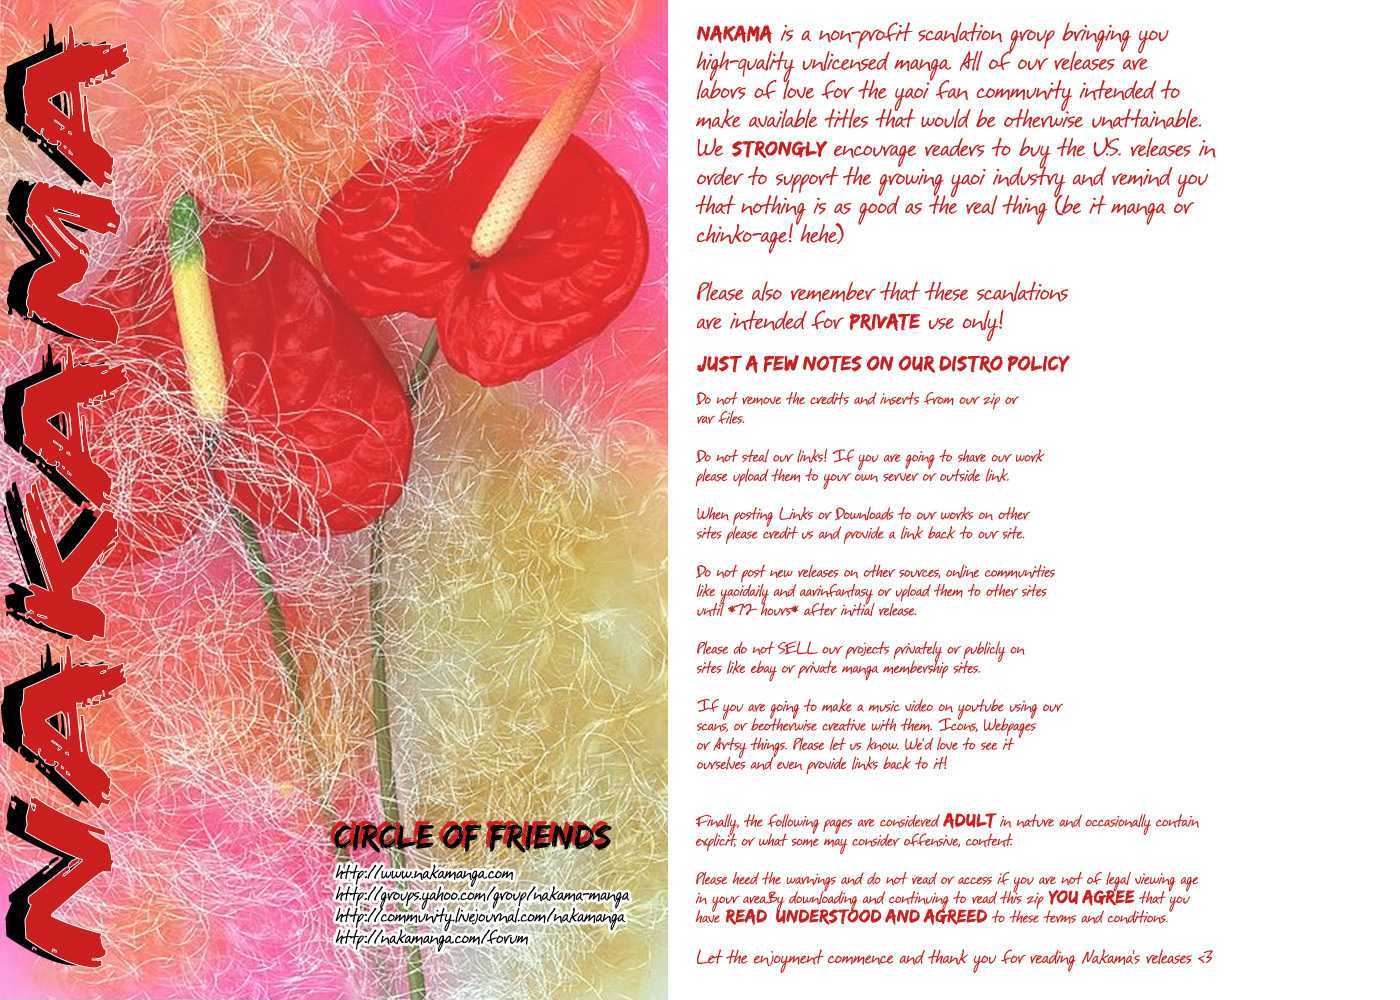 NAKAMA
CIRCLE OF FRIENDS
http://www.nakamanga.com
http://groups.yahoo.com/group/nakama-manga
http://community.livejournal.com/nakamanga
http://nakamanga.com/forum
NAKAMA is a non-profit scanlation group bringing you
high-quality unlicensed manga. All of our releases are
labors of love for the yaoi fan community intended to
make available titles that would be otherwise unattainable.
We STRONGLY encourage readers to buy the U.S. releases in
order to support the growing yaoi industry and remind you
that nothing is as good as the real thing (be it manga or
chinko-age! hehe)
Please also remember that these scanlations
are intended for PRIVATE use only!
JUST A FEW NOTES ON OUR DISTRO POLICY
Do not remove the credits and inserts from our zip or
rar files.
Do not steal our links! If you are going to share our work
please upload them to your own server or outside link.
When posting Links or Downloads to our works on other
sites please credit us and provide a link back to our site.
Do not post new releases on other sources, online communities
like yaoidaily and aarinfantasy or upload them to other sites
until *72 hours* after initial release.
Please do not SELL our projects privately or publicly on
sites like ebay or private manga membership sites.
If you are going to make a music video on youtube using our
scans, or beotherwise creative with them. Icons, Webpages
or Artsy things. Please let us know. We'd love to see it
ourselves and even provide links back to it!
Finally, the following pages are considered ADULT in nature and occasionally contain
explicit, or what some may consider offensive, content.
Please heed the warnings and do not read or access if you are not of legal viewing age
in your area.By downloading and continuing to read this zip YOU AGREE that you
have READ UNDERSTOOD AND AGREED to these terms and conditions.
Let the enjoyment commence and thank you for reading Nakama's releases <3